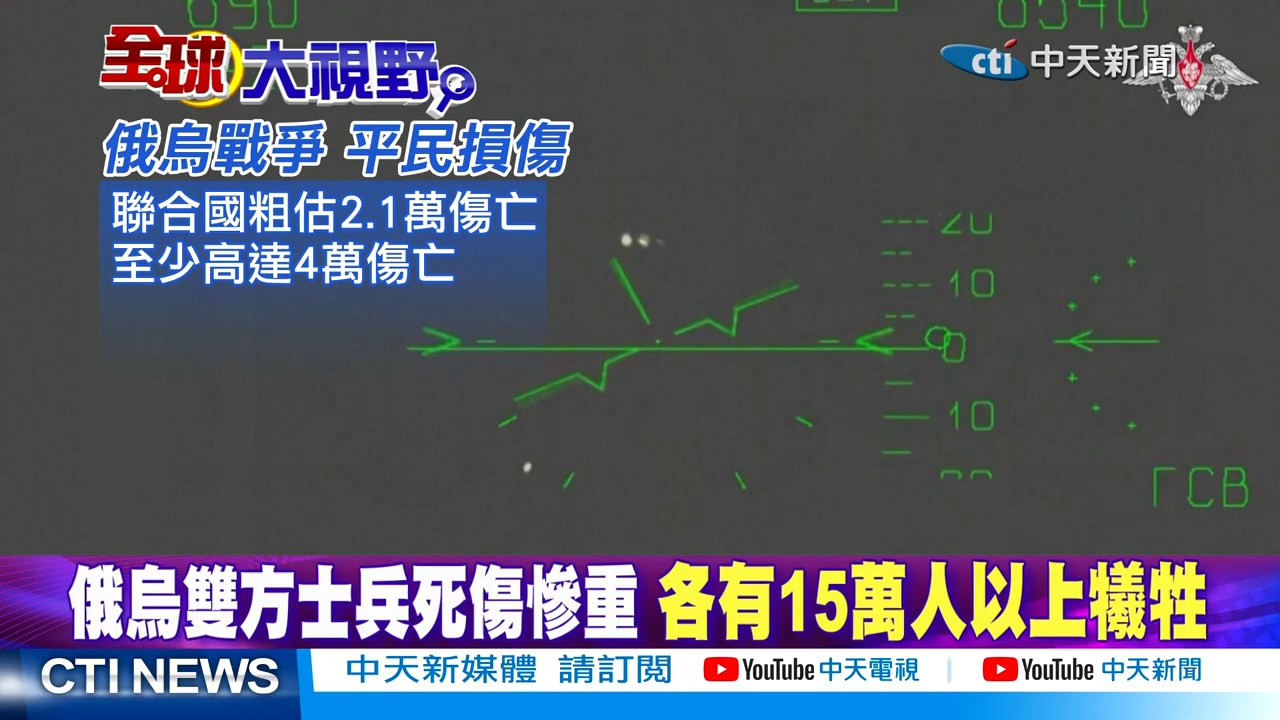 690
6540
全球大視野
cti 中天新聞
俄烏戰爭 平民損傷
聯合國粗估2.1萬傷亡
至少高達4萬傷亡
20
10
0
10
ГСВ
俄烏雙方士兵死傷慘重 各有15萬人以上犧牲
CTI NEWS
中天新媒體 請訂閱 YouTube 中天電視 YouTube 中天新聞